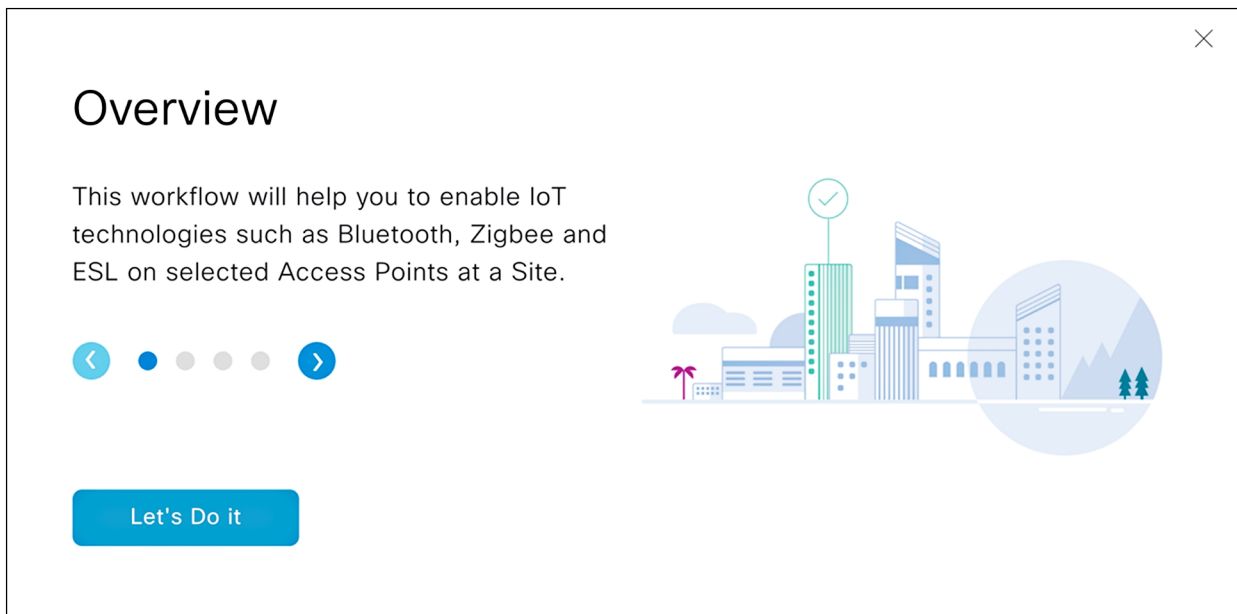 Overview
This workflow will help you to enable IoT
technologies such as Bluetooth, Zigbee and
ESL on selected Access Points at a Site.
Let's Do it